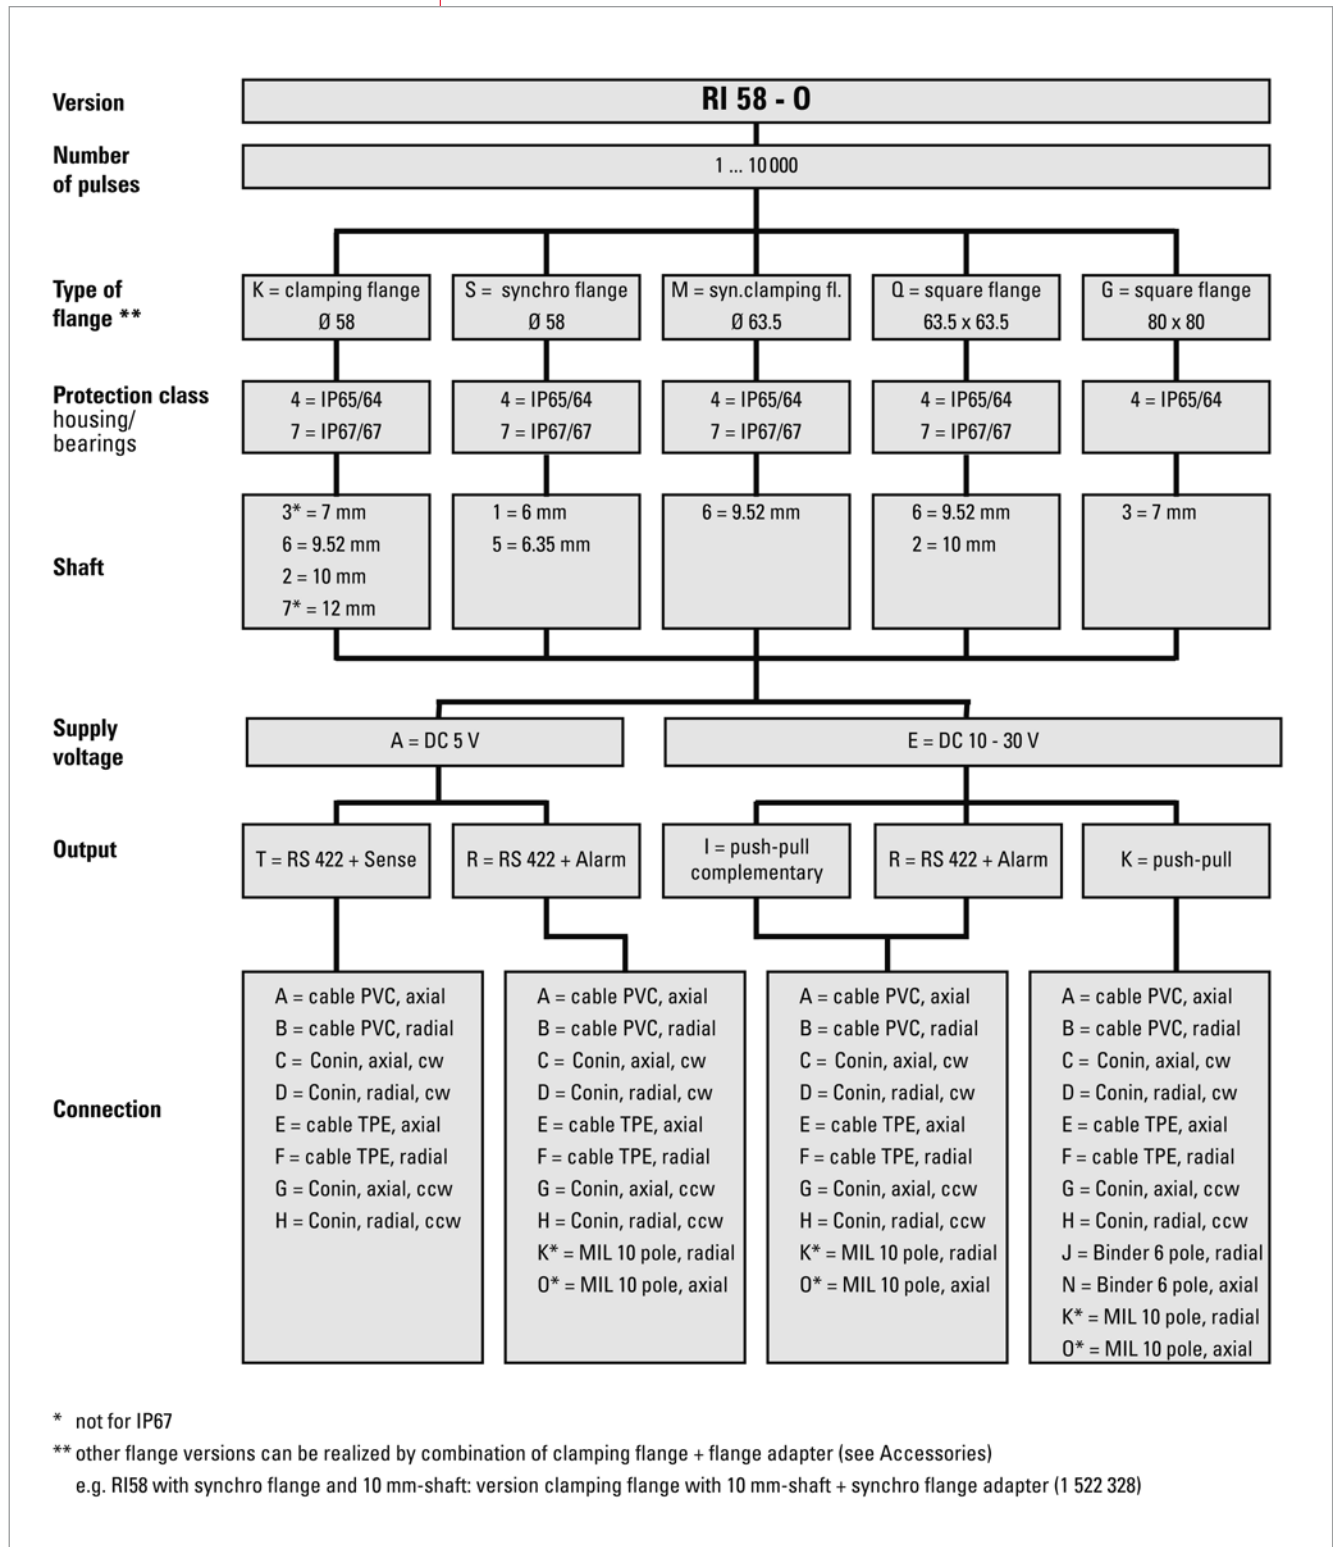 Version
RI 58 - O
Number
of pulses
1 ... 10 000
Type of
flange **
K = clamping flange
Ø 58
S = synchro flange
Ø 58
M = syn.clamping fl.
Ø 63.5
Q = square flange
63.5 x 63.5
G = square flange
80 x 80
Protection class
housing/
bearings
4 = IP65/64
7 = IP67/67
4 = IP65/64
7 = IP67/67
4 = IP65/64
7 = IP67/67
4 = IP65/64
7 = IP67/67
4 = IP65/64
Shaft
3* = 7 mm
6 = 9.52 mm
2 = 10 mm
7* = 12 mm
1 = 6 mm
5 = 6.35 mm
6 = 9.52 mm
6 = 9.52 mm
2 = 10 mm
3 = 7 mm
Supply
voltage
A = DC 5 V
E = DC 10 - 30 V
Output
T = RS 422 + Sense
R = RS 422 + Alarm
I = push-pull
complementary
R = RS 422 + Alarm
K = push-pull
Connection
A = cable PVC, axial
B = cable PVC, radial
C = Conin, axial, cw
D = Conin, radial, cw
E = cable TPE, axial
F = cable TPE, radial
G = Conin, axial, ccw
H = Conin, radial, ccw
A = cable PVC, axial
B = cable PVC, radial
C = Conin, axial, cw
D = Conin, radial, cw
E = cable TPE, axial
F = cable TPE, radial
G = Conin, axial, ccw
H = Conin, radial, ccw
K* = MIL 10 pole, radial
O* = MIL 10 pole, axial
A = cable PVC, axial
B = cable PVC, radial
C = Conin, axial, cw
D = Conin, radial, cw
E = cable TPE, axial
F = cable TPE, radial
G = Conin, axial, ccw
H = Conin, radial, ccw
K* = MIL 10 pole, radial
O* = MIL 10 pole, axial
A = cable PVC, axial
B = cable PVC, radial
C = Conin, axial, cw
D = Conin, radial, cw
E = cable TPE, axial
F = cable TPE, radial
G = Conin, axial, ccw
H = Conin, radial, ccw
J = Binder 6 pole, radial
N = Binder 6 pole, axial
K* = MIL 10 pole, radial
O* = MIL 10 pole, axial
* not for IP67
** other flange versions can be realized by combination of clamping flange + flange adapter (see Accessories)
e.g. RI58 with synchro flange and 10 mm-shaft: version clamping flange with 10 mm-shaft + synchro flange adapter (1 522 328)